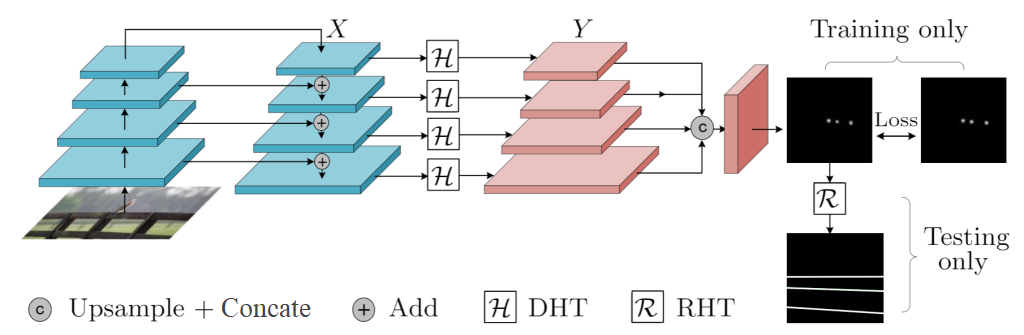 Training only
X
Y
H
H
H
H
+
+
+
C
Loss
R
Testing
only
C Upsample + Concate
+ Add
H DHT
R RHT